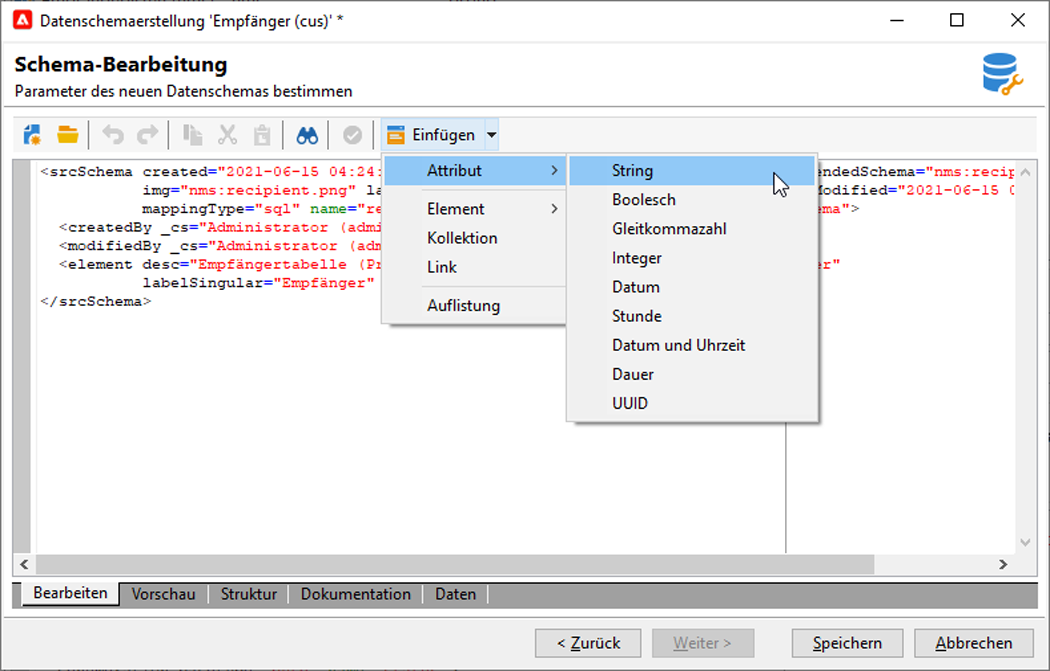 Datenschemaerstellung 'Empfänger (cus)' *
Schema-Bearbeitung
Parameter des neuen Datenschemas bestimmen
Einfügen
<srcSchema created="2021-06-15 04:24: endedSchema="nms:recip
img="nms:recipient.png" la Modified="2021-06-15 0
mappingType="sql" name="re ema">
<createdBy _cs="Administrator (admi
<modifiedBy _cs="Administrator (adm
<element desc="Empfängertabelle (Pr er"
labelSingular="Empfänger"
</srcSchema>
Attribut
Element
Kollektion
Link
Auflistung
String
Boolesch
Gleitkommazahl
Integer
Datum
Stunde
Datum und Uhrzeit
Dauer
UUID
Bearbeiten Vorschau Struktur Dokumentation Daten
< Zurück Weiter > Speichern Abbrechen